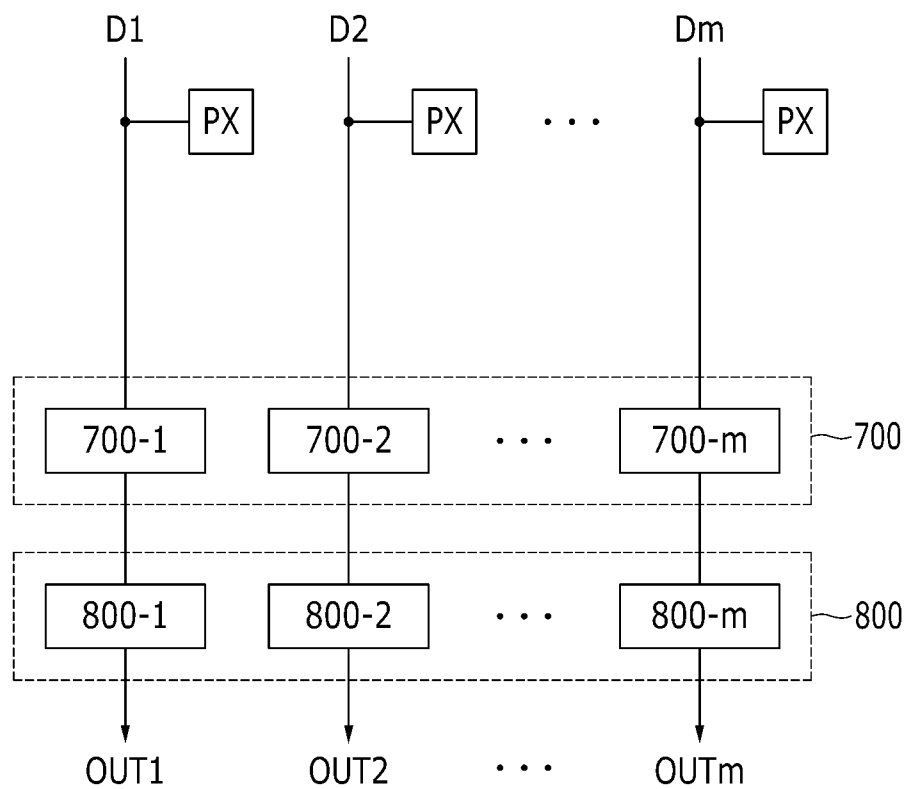 D1 D2 Dm
PX PX ... PX
700-1 700-2 ... 700-m 700
800-1 800-2 ... 800-m 800
OUT1 OUT2 ... OUTm